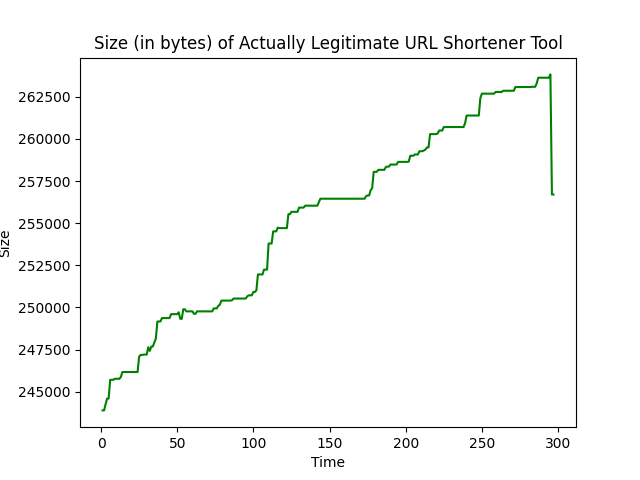 Size (in bytes) of Actually Legitimate URL Shortener Tool
262500
260000
257500
255000
252500
250000
247500
245000
Size
0 50 100 150 200 250 300
Time